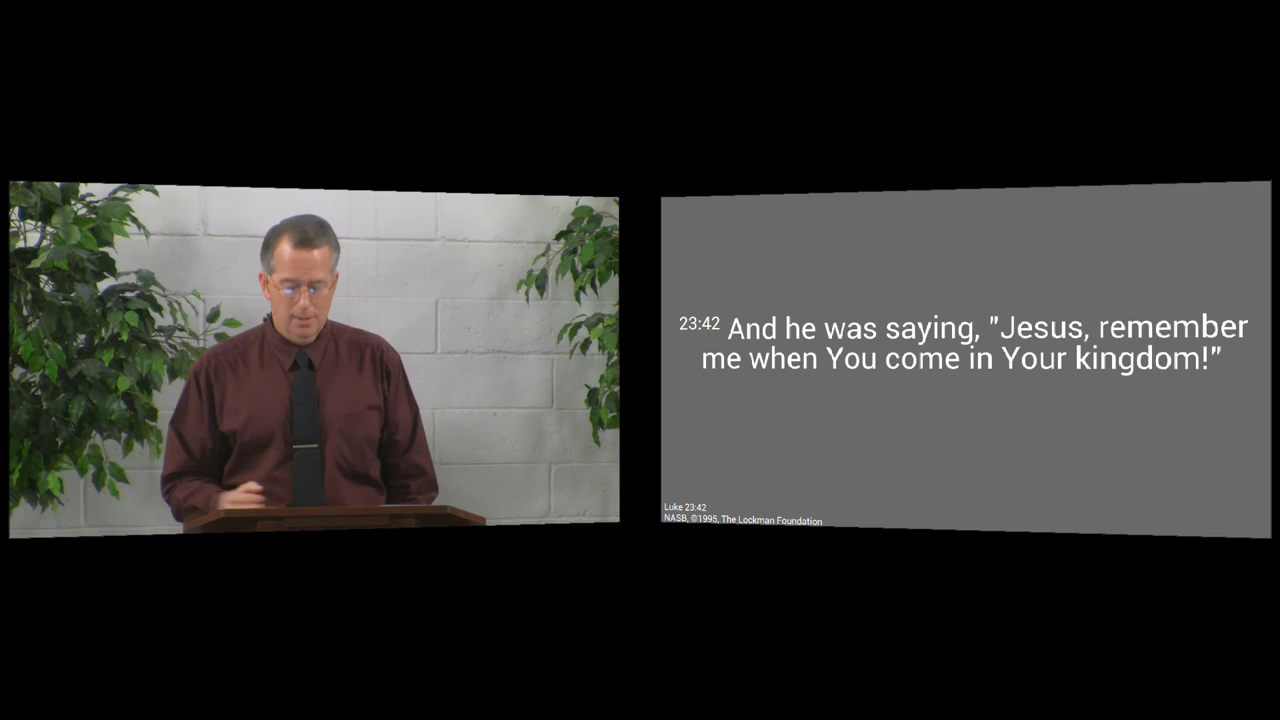 23:42 And he was saying, "Jesus, remember
me when You come in Your kingdom!"
Luke 23:42
NASB, ©1995, The Lockman Foundation